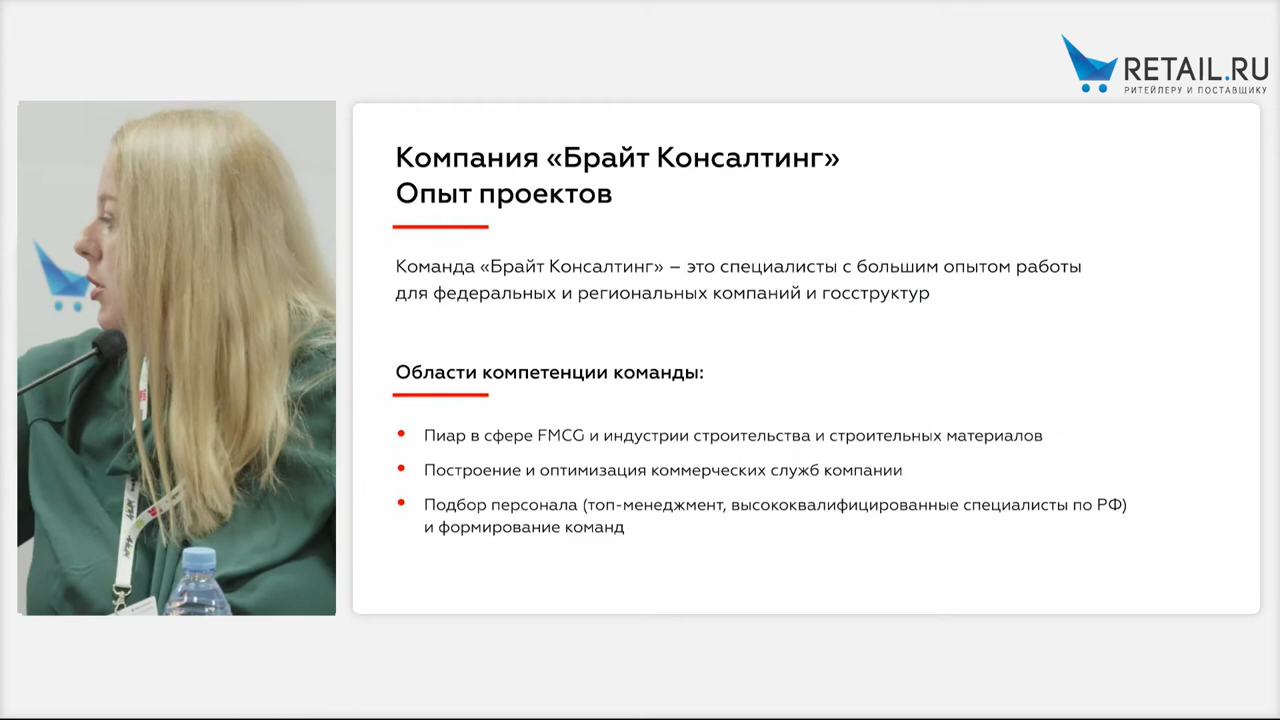 RETAIL.RU
РИТЕЙЛЕРУ И ПОСТАВЩИКУ
Компания «Брайт Консалтинг»
Опыт проектов
Команда «Брайт Консалтинг» – это специалисты с большим опытом работы
для федеральных и региональных компаний и госструктур
Области компетенции команды:
Пиар в сфере FMCG и индустрии строительства и строительных материалов
Построение и оптимизация коммерческих служб компании
Подбор персонала (топ-менеджмент, высококвалифицированные специалисты по РФ)
и формирование команд